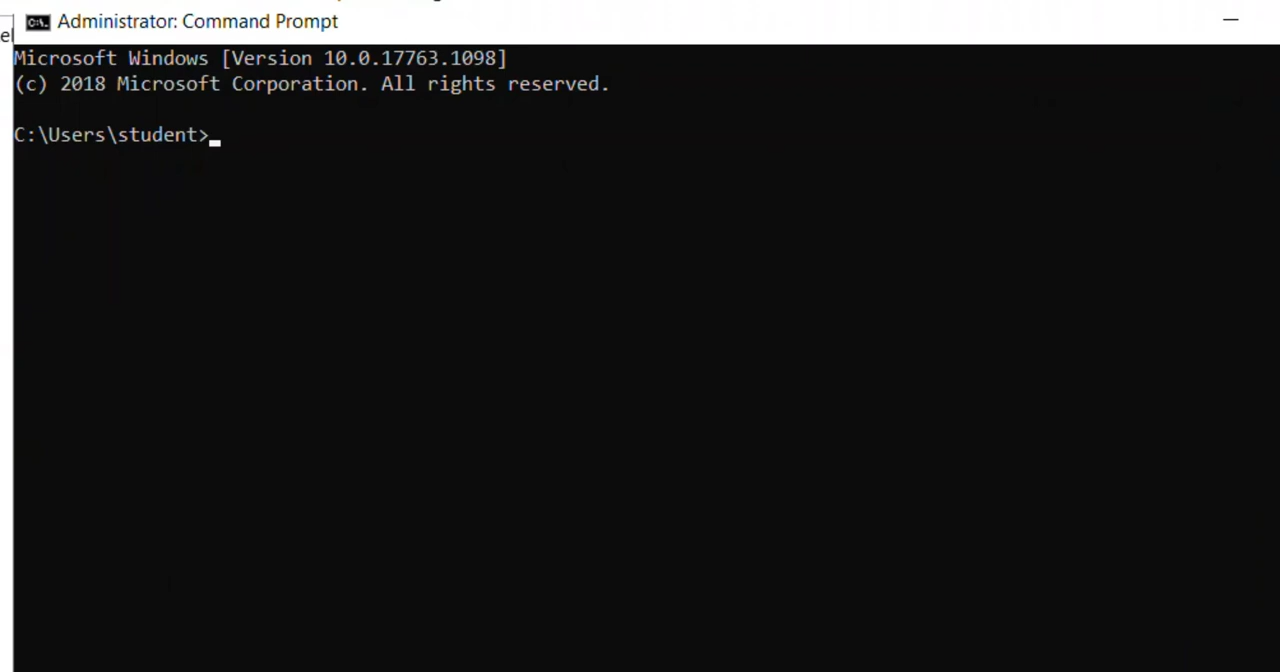 Administrator: Command Prompt
Microsoft Windows [Version 10.0.17763.1098]
(c) 2018 Microsoft Corporation. All rights reserved.
C:\Users\student>